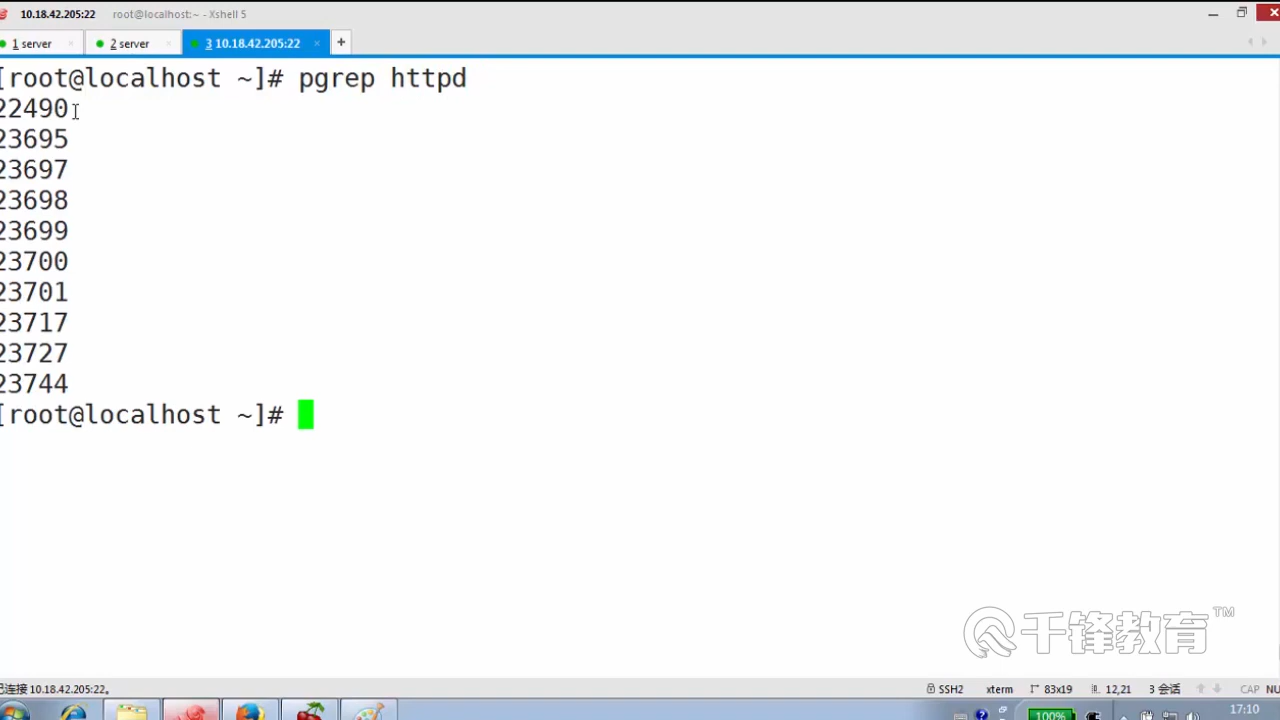 10.18.42.205:22 root@localhost:~ - Xshell 5
1 server × 2 server × 3 10.18.42.205:22 × +
[root@localhost ~]# pgrep httpd
22490
23695
23697
23698
23699
23700
23701
23717
23727
23744
[root@localhost ~]#
千锋教育™
已连接 10.18.42.205:22。 SSH2 xterm 83x19 12,21 3 会话 CAP NU
100% 17:10